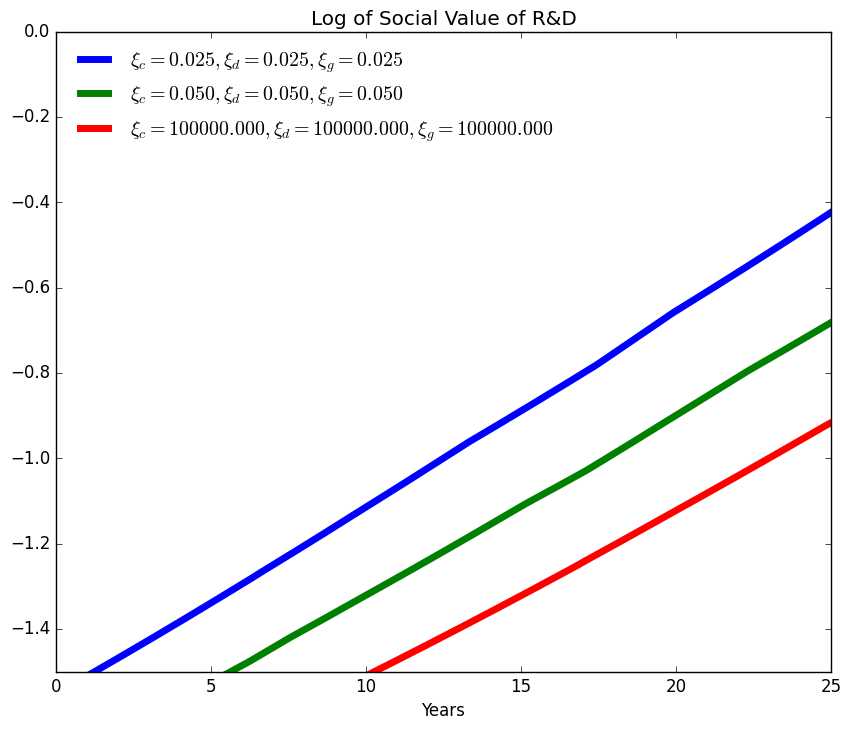 Log of Social Value of R&D
0.0
ξc = 0.025, ξd = 0.025, ξg = 0.025
ξc = 0.050, ξd = 0.050, ξg = 0.050
ξc = 100000.000, ξd = 100000.000, ξg = 100000.000
−0.2
−0.4
−0.6
−0.8
−1.0
−1.2
−1.4
0 5 10 15 20 25
Years